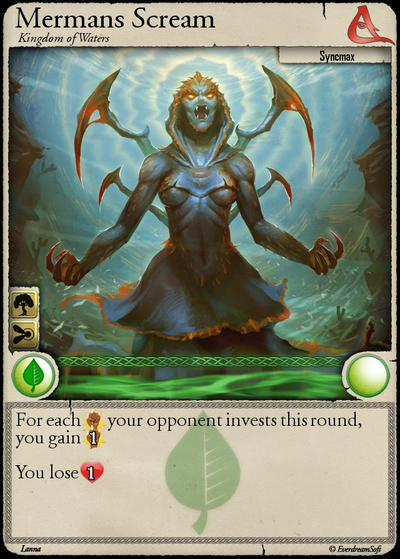 Mermans Scream
Kingdom of Waters
Syncmax
For each your opponent invests this round,
you gain 1
You lose 1
Lanna
© EverdreamSoft